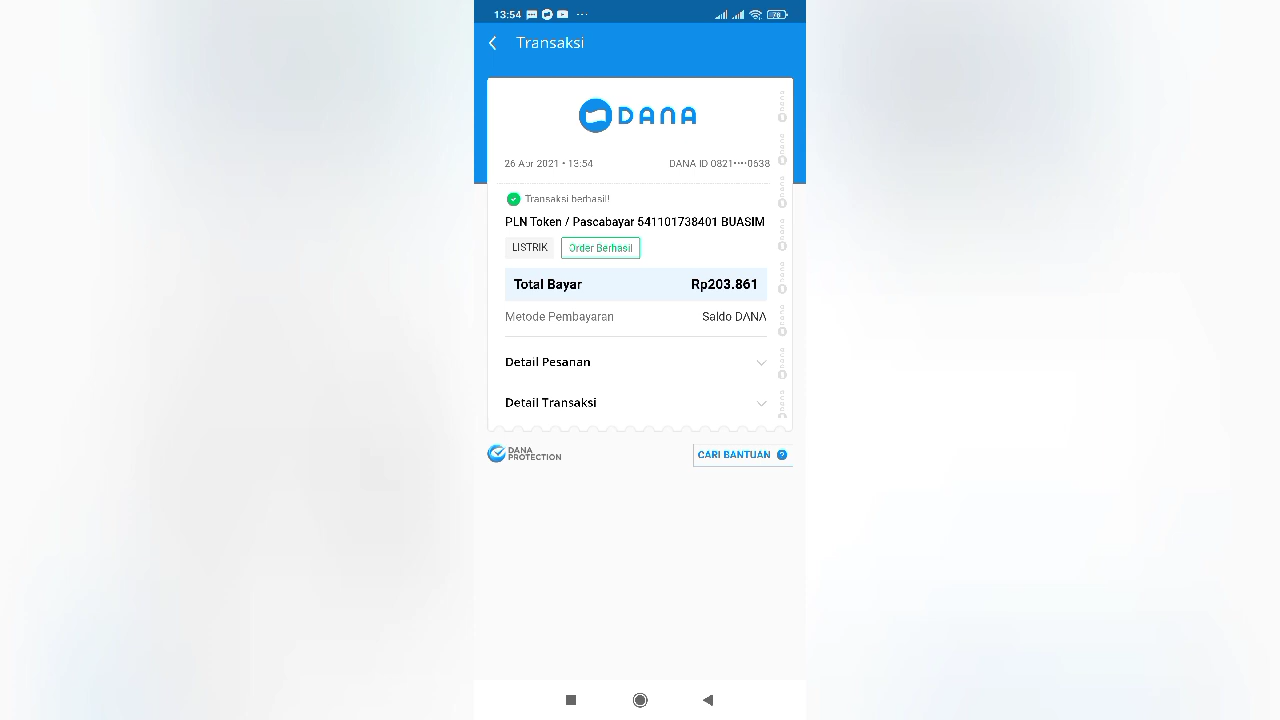 13:54
78
Transaksi
DANA
26 Apr 2021 • 13:54
DANA ID 0821••••0638
Transaksi berhasil!
PLN Token / Pascabayar 541101738401 BUASIM
LISTRIK
Order Berhasil
Total Bayar
Rp203.861
Metode Pembayaran
Saldo DANA
Detail Pesanan
Detail Transaksi
DANA
PROTECTION
CARI BANTUAN ?